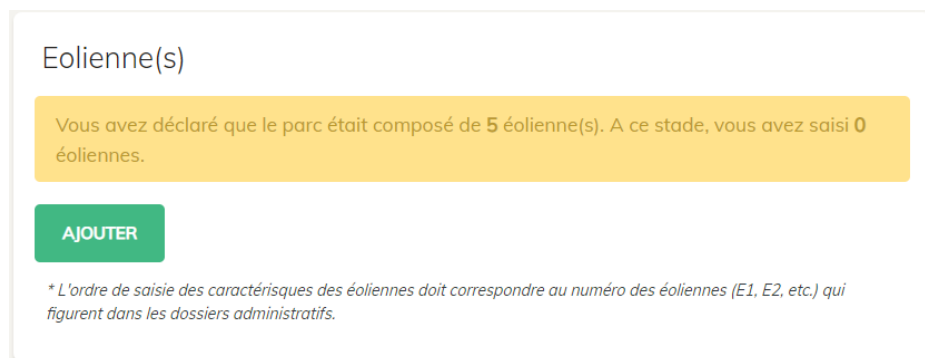 Eolienne(s)
Vous avez déclaré que le parc était composé de 5 éolienne(s). A ce stade, vous avez saisi 0
éoliennes.
AJOUTER
* L'ordre de saisie des caractérisques des éoliennes doit correspondre au numéro des éoliennes (E1, E2, etc.) qui
figurent dans les dossiers administratifs.